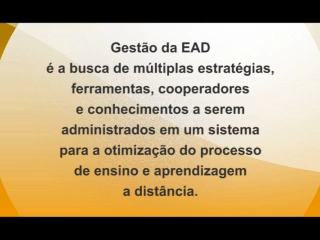 Gestão da EAD
é a busca de múltiplas estratégias,
ferramentas, cooperadores
e conhecimentos a serem
administrados em um sistema
para a otimização do processo
de ensino e aprendizagem
a distância.